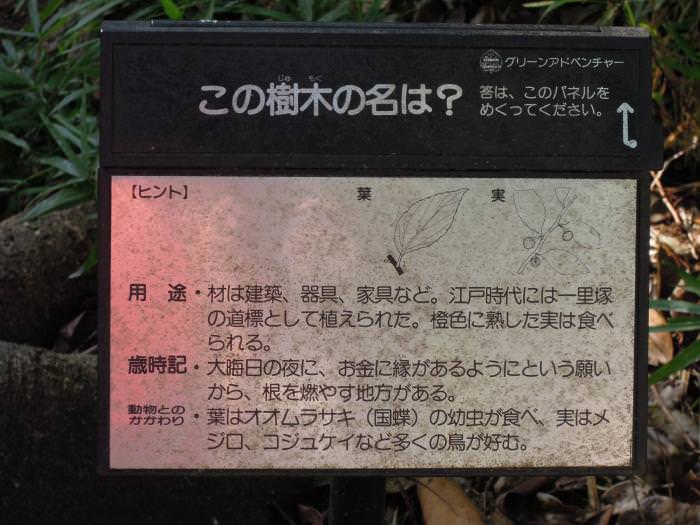 グリーンアドベンチャー
じゅ もく
この樹木の名は？
答は、このパネルを
めくってください。
【ヒント】
葉
実
用 途・材は建築、器具、家具など。江戸時代には一里塚
の道標として植えられた。橙色に熟した実は食べ
られる。
歳時記・大晦日の夜に、お金に縁があるようにという願い
から、根を燃やす地方がある。
動物との
かかわり・葉はオオムラサキ（国蝶）の幼虫が食べ、実はメ
ジロ、コジュケイなど多くの鳥が好む。